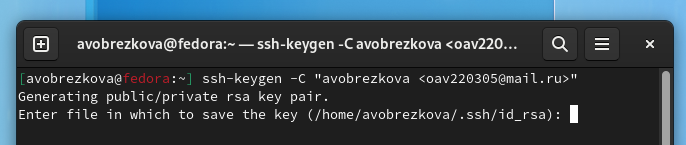 avobrezkova@fedora:~ — ssh-keygen -C avobrezkova <oav220…
[avobrezkova@fedora:~] ssh-keygen -C "avobrezkova <oav220305@mail.ru>"
Generating public/private rsa key pair.
Enter file in which to save the key (/home/avobrezkova/.ssh/id_rsa):